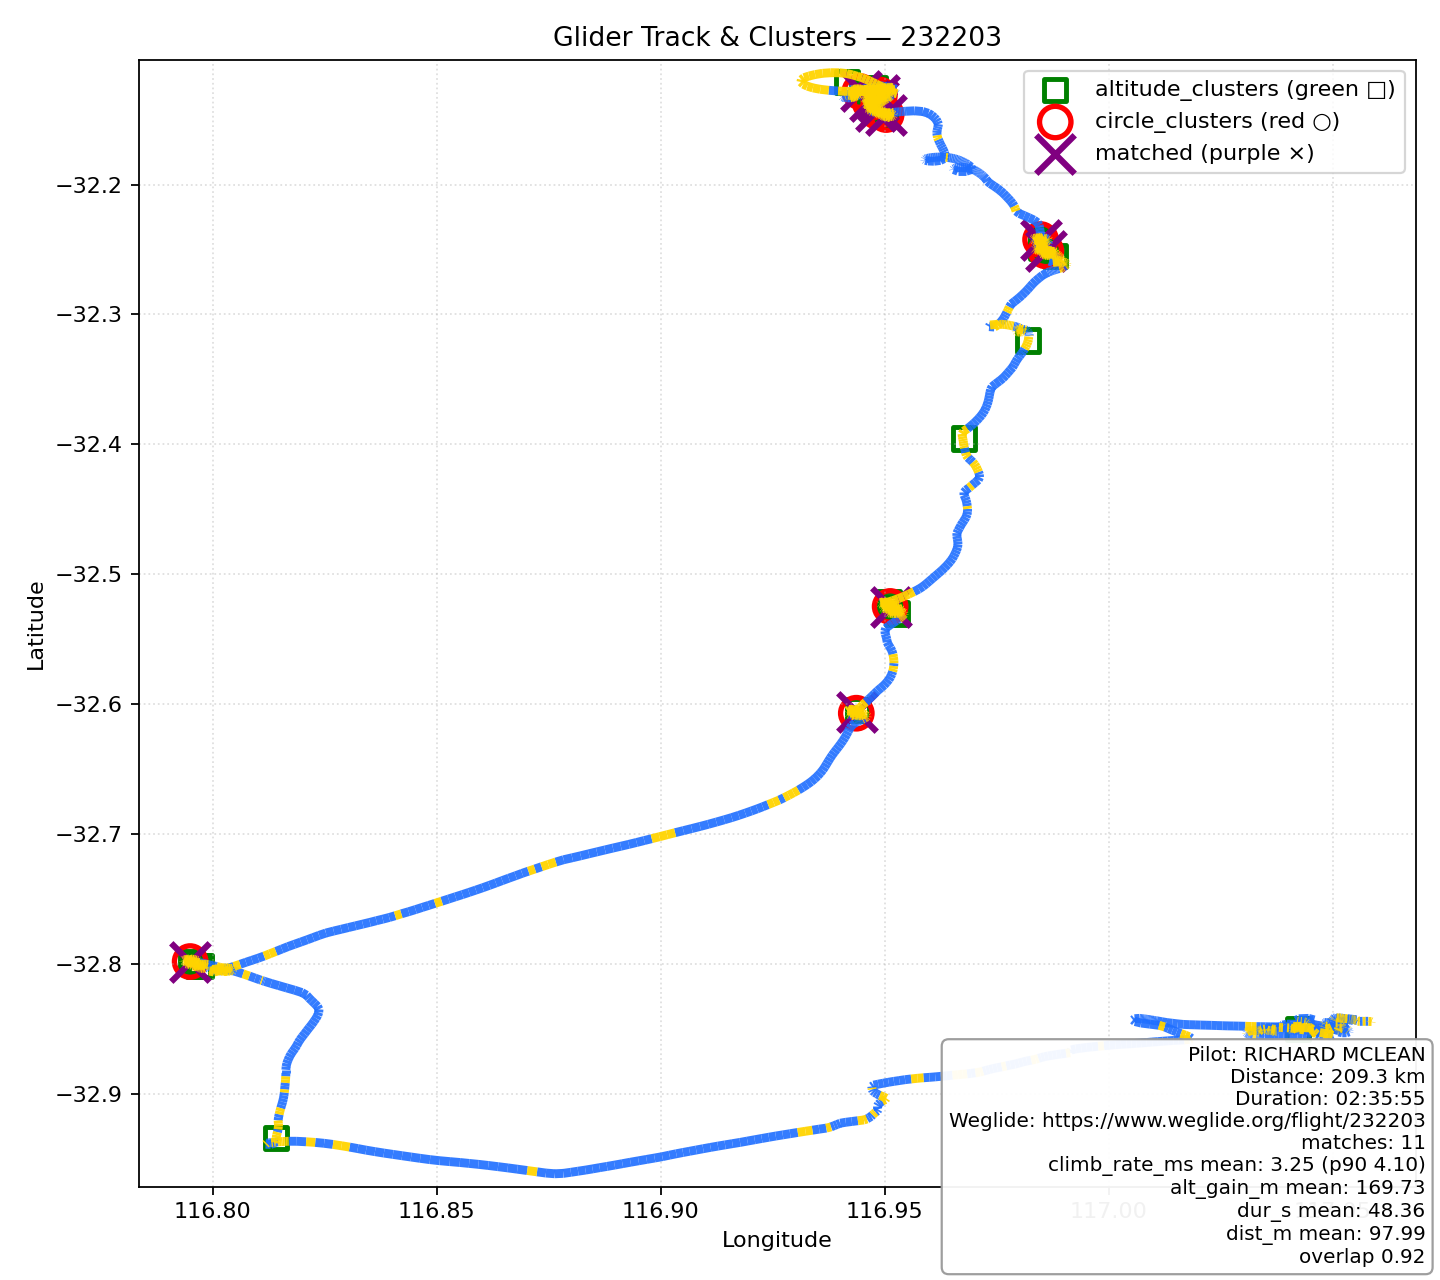 Glider Track & Clusters — 232203
altitude_clusters (green □)
circle_clusters (red ○)
matched (purple ×)
−32.2
−32.3
−32.4
−32.5
−32.6
−32.7
−32.8
−32.9
Latitude
116.80
116.85
116.90
116.95
117.00
Longitude
Pilot: RICHARD MCLEAN
Distance: 209.3 km
Duration: 02:35:55
Weglide: https://www.weglide.org/flight/232203
matches: 11
climb_rate_ms mean: 3.25 (p90 4.10)
alt_gain_m mean: 169.73
dur_s mean: 48.36
dist_m mean: 97.99
overlap 0.92